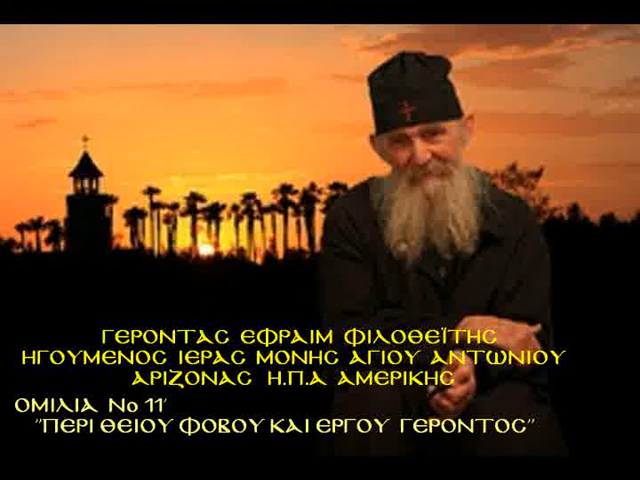 ΓΕΡΟΝΤΑΣ ΕΦΡΑΙΜ ΦΙΛΟΘΕΪΤΗΣ
ΗΓΟΥΜΕΝΟΣ ΙΕΡΑΣ ΜΟΝΗΣ ΑΓΙΟΥ ΑΝΤΩΝΙΟΥ
ΑΡΙΖΟΝΑΣ Η.Π.Α ΑΜΕΡΙΚΗΣ
ΟΜΙΛΙΑ Νο 11'
"ΠΕΡΙ ΘΕΙΟΥ ΦΟΒΟΥ ΚΑΙ ΕΡΓΟΥ ΓΕΡΟΝΤΟΣ"